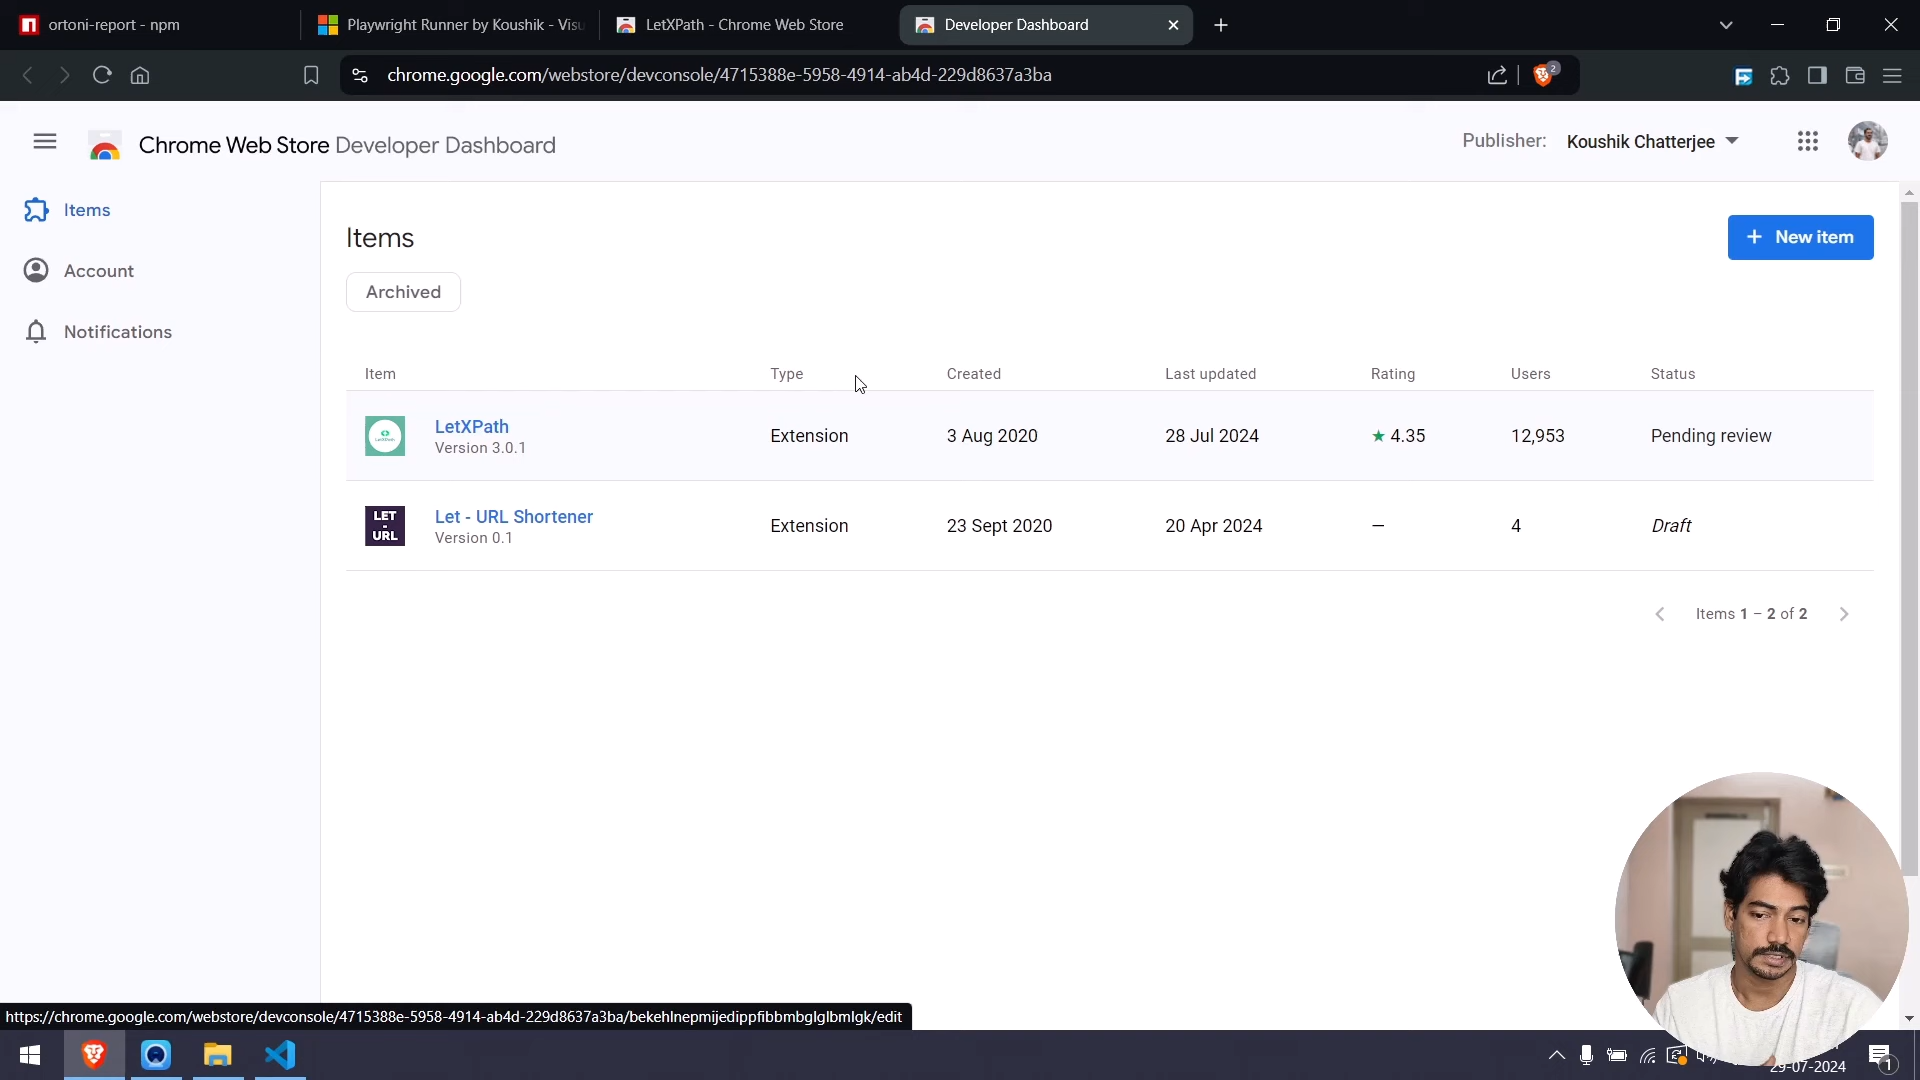 ortoni-report - npm
Playwright Runner by Koushik - Visu
LetXPath - Chrome Web Store
Developer Dashboard
chrome.google.com/webstore/devconsole/4715388e-5958-4914-ab4d-229d8637a3ba
2
Chrome Web Store Developer Dashboard
Publisher: Koushik Chatterjee
Items
Account
Notifications
Items
+ New item
Archived
Item Type Created Last updated Rating Users Status
LetXPath
Version 3.0.1
Extension 3 Aug 2020 28 Jul 2024 ★ 4.35 12,953 Pending review
LET
-
URL
Let - URL Shortener
Version 0.1
Extension 23 Sept 2020 20 Apr 2024 — 4 Draft
Items 1 – 2 of 2
https://chrome.google.com/webstore/devconsole/4715388e-5958-4914-ab4d-229d8637a3ba/bekehlnepmijedippfibbmbglglbmlgk/edit
29-07-2024
1